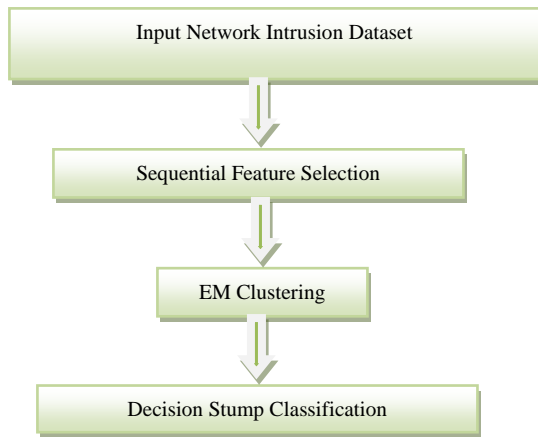 Input Network Intrusion Dataset
Sequential Feature Selection
EM Clustering
Decision Stump Classification